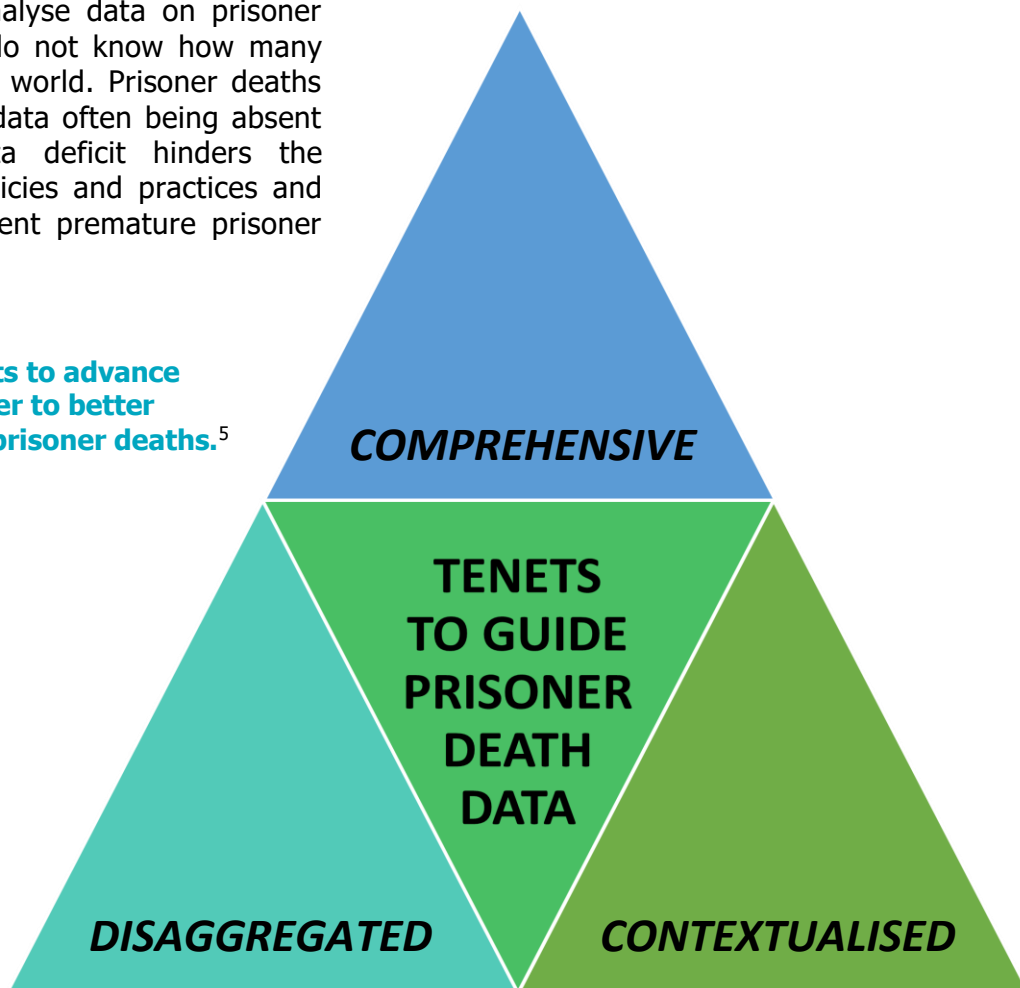 alyse data on prisoner
do not know how many
world. Prisoner deaths
data often being absent
ta deficit hinders the
icies and practices and
ent premature prisoner
ts to advance
er to better
prisoner deaths.5
COMPREHENSIVE
TENETS
TO GUIDE
PRISONER
DEATH
DATA
DISAGGREGATED
CONTEXTUALISED